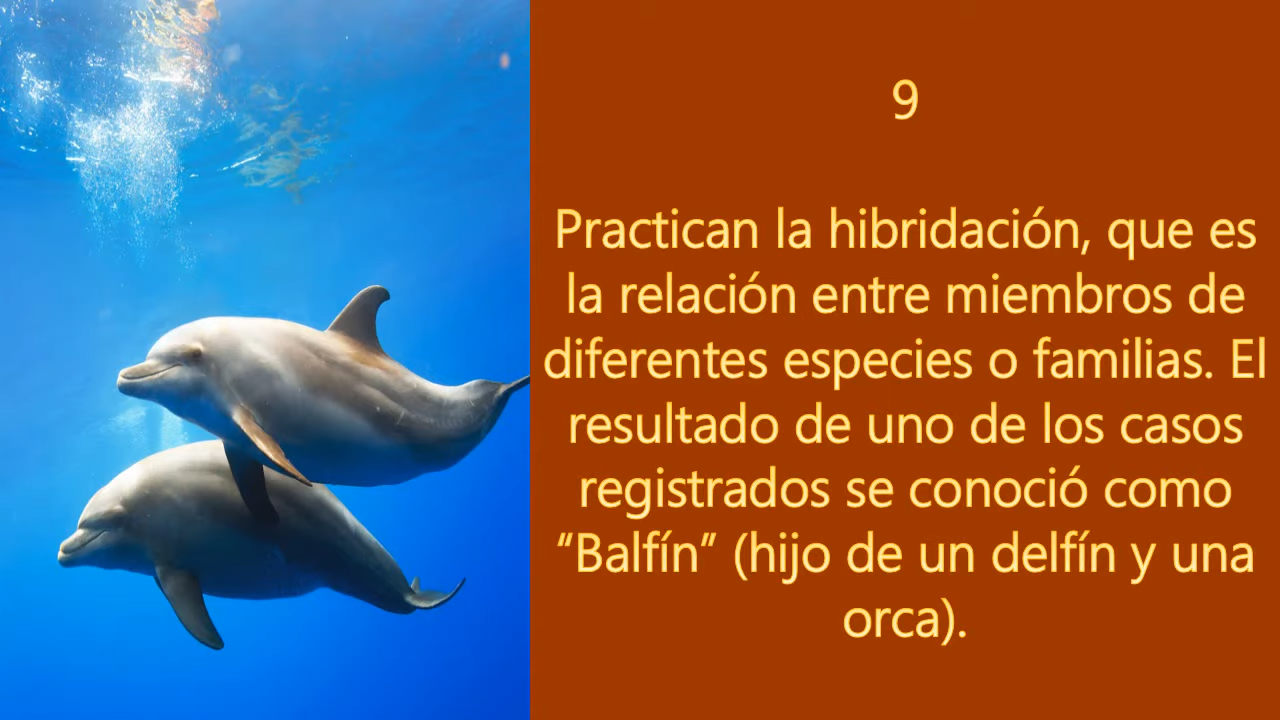 9
Practican la hibridación, que es
la relación entre miembros de
diferentes especies o familias. El
resultado de uno de los casos
registrados se conoció como
“Balfín” (hijo de un delfín y una
orca).